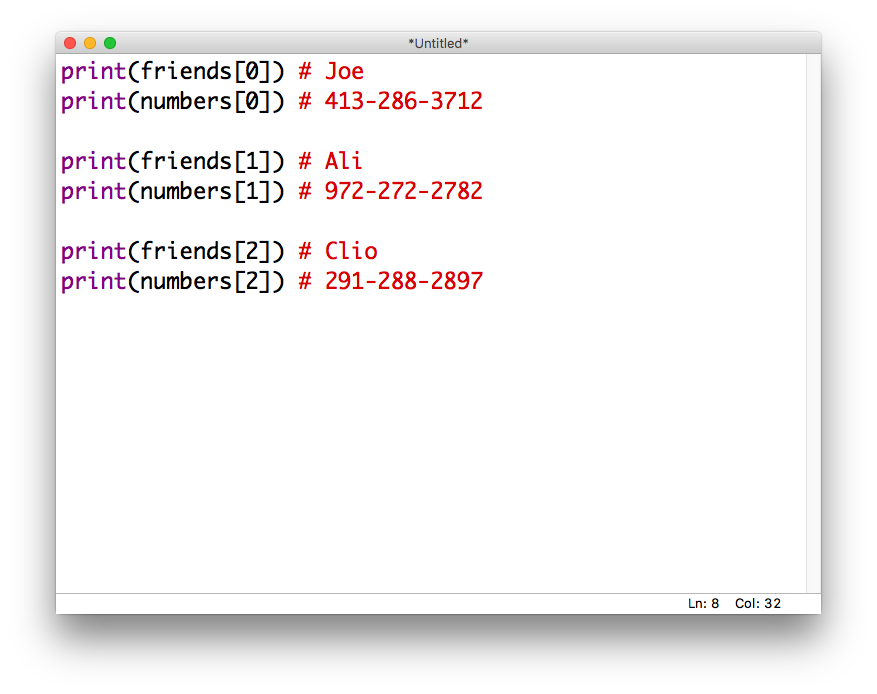 *Untitled*
print(friends[0]) # Joe
print(numbers[0]) # 413-286-3712
print(friends[1]) # Ali
print(numbers[1]) # 972-272-2782
print(friends[2]) # Clio
print(numbers[2]) # 291-288-2897
Ln: 8 Col: 32